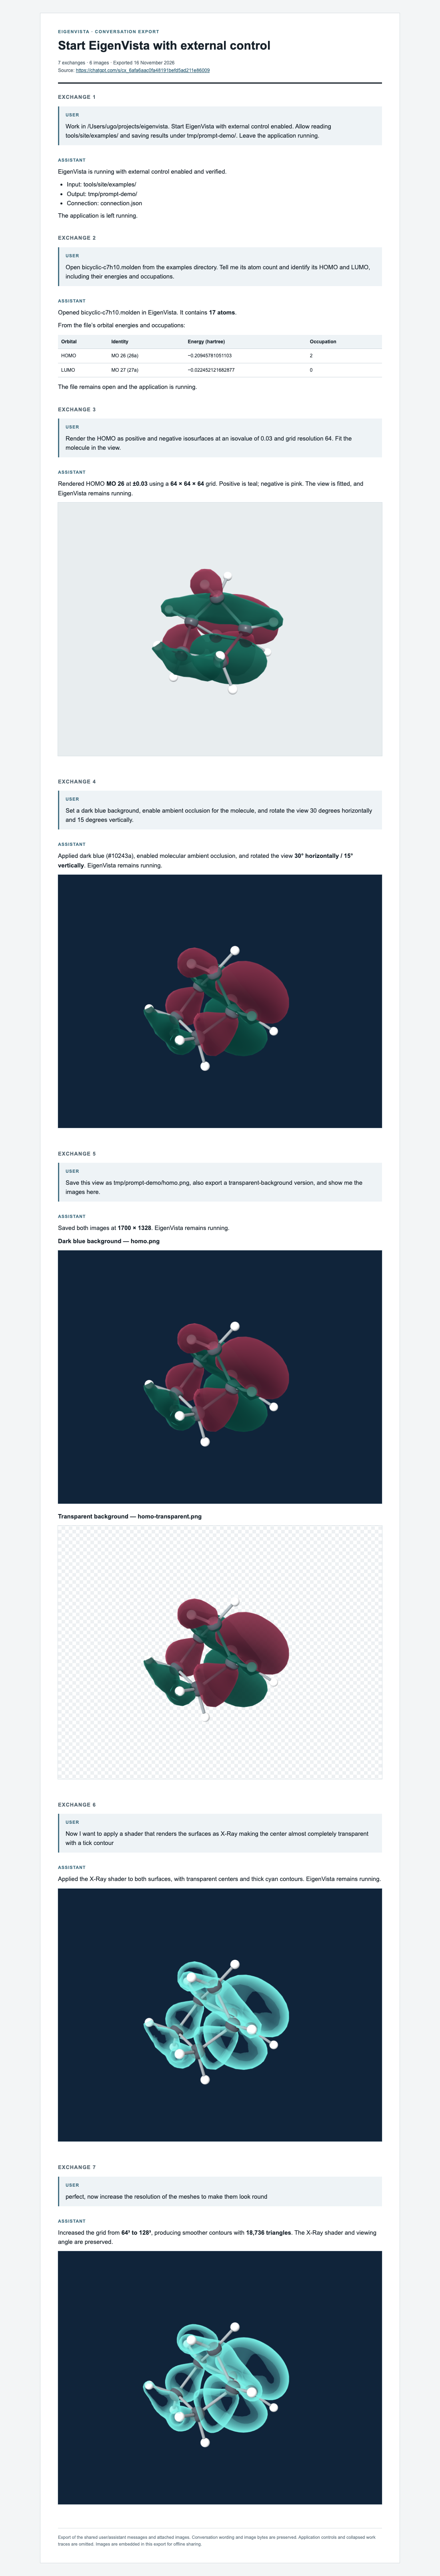 EIGENVISTA · CONVERSATION EXPORT
Start EigenVista with external control
7 exchanges · 6 images · Exported 16 November 2026
EXCHANGE 1
USER
Work in /Users/ugo/projects/eigenvista. Start EigenVista with external control enabled. Allow reading
tools/site/examples/ and saving results under tmp/prompt-demo/. Leave the application running.
ASSISTANT
EigenVista is running with external control enabled and verified.
• Input: tools/site/examples/
• Output: tmp/prompt-demo/
• Connection: connection.json
The application is left running.
EXCHANGE 2
USER
Open bicyclic-c7h10.molden from the examples directory. Tell me its atom count and identify its HOMO and LUMO,
including their energies and occupations.
ASSISTANT
Opened bicyclic-c7h10.molden in EigenVista. It contains 17 atoms.
From the file's orbital energies and occupations:
Orbital Identity Energy (hartree) Occupation
HOMO MO 26 (26a) −0.20945781051103 2
LUMO MO 27 (27a) −0.022452121682877 0
The file remains open and the application is running.
EXCHANGE 3
USER
Render the HOMO as positive and negative isosurfaces at an isovalue of 0.03 and grid resolution 64. Fit the
molecule in the view.
ASSISTANT
Rendered HOMO MO 26 at ±0.03 using a 64 × 64 × 64 grid. Positive is teal; negative is pink. The view is fitted, and
EigenVista remains running.
EXCHANGE 4
USER
Set a dark blue background, enable ambient occlusion for the molecule, and rotate the view 30 degrees horizontally
and 15 degrees vertically.
ASSISTANT
Applied dark blue (#10243a), enabled molecular ambient occlusion, and rotated the view 30° horizontally / 15°
vertically. EigenVista remains running.
EXCHANGE 5
USER
Save this view as tmp/prompt-demo/homo.png, also export a transparent-background version, and show me the
images here.
ASSISTANT
Saved both images at 1700 × 1328. EigenVista remains running.
Dark blue background — homo.png
Transparent background — homo-transparent.png
EXCHANGE 6
USER
Now I want to apply a shader that renders the surfaces as X-Ray making the center almost completely transparent
with a tick contour
ASSISTANT
Applied the X-Ray shader to both surfaces, with transparent centers and thick cyan contours. EigenVista remains running.
EXCHANGE 7
USER
perfect, now increase the resolution of the meshes to make them look round
ASSISTANT
Increased the grid from 64³ to 128³, producing smoother contours with 18,736 triangles. The X-Ray shader and viewing
angle are preserved.
Export of the shared user/assistant messages and attached images. Conversation wording and image bytes are preserved. Application controls and collapsed work
traces are omitted. Images are embedded in this export for offline sharing.